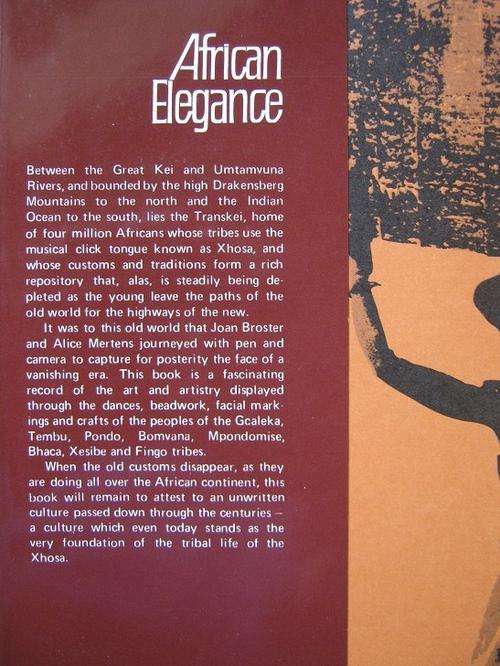 African
Elegance
Between the Great Kei and Umtamvuna
Rivers, and bounded by the high Drakensberg
Mountains to the north and the Indian
Ocean to the south, lies the Transkei, home
of four million Africans whose tribes use the
musical click tongue known as Xhosa, and
whose customs and traditions form a rich
repository that, alas, is steadily being de-
pleted as the young leave the paths of the
old world for the highways of the new.
It was to this old world that Joan Broster
and Alice Mertens journeyed with pen and
camera to capture for posterity the face of a
vanishing era. This book is a fascinating
record of the art and artistry displayed
through the dances, beadwork, facial mark-
ings and crafts of the peoples of the Gcaleka,
Tembu, Pondo, Bomvana, Mpondomise,
Bhaca, Xesibe and Fingo tribes.
When the old customs disappear, as they
are doing all over the African continent, this
book will remain to attest to an unwritten
culture passed down through the centuries –
a culture which even today stands as the
very foundation of the tribal life of the
Xhosa.